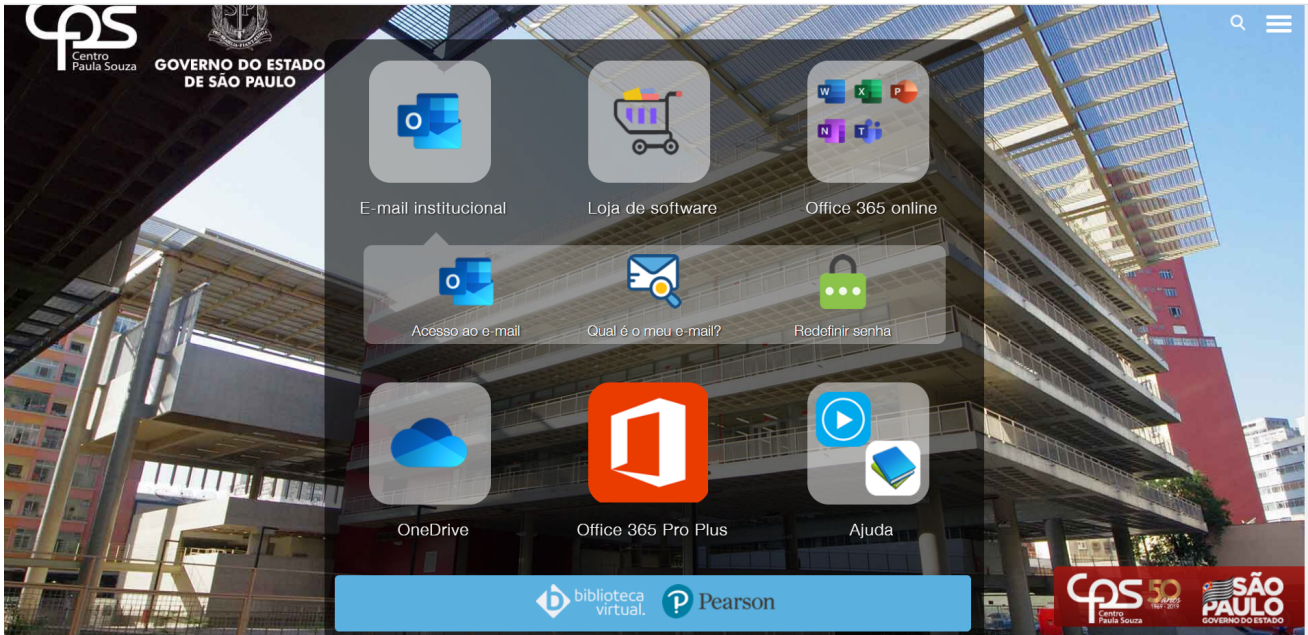 cps
Centro
Paula Souza
GOVERNO DO ESTADO
DE SÃO PAULO
O
W X P
N T
E-mail institucional
Loja de software
Office 365 online
O
Acesso ao e-mail
Qual é o meu e-mail?
Redefinir senha
OneDrive
Office 365 Pro Plus
Ajuda
biblioteca
virtual.
P Pearson
cps
Centro
Paula Souza
50
anos
1969 - 2019
SÃO
PAULO
GOVERNO DO ESTADO